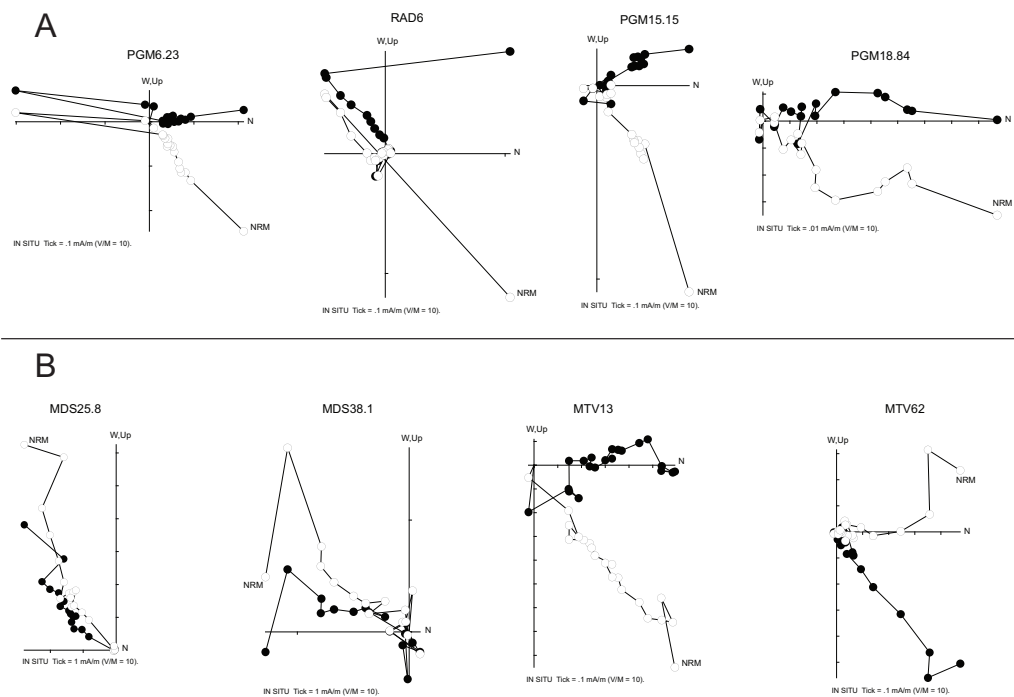 A
PGM6.23
W,Up
N
NRM
IN SITU Tick = .1 mA/m (V/M = 10).
RAD6
W,Up
N
NRM
IN SITU Tick = .1 mA/m (V/M = 10).
PGM15.15
W,Up
N
NRM
IN SITU Tick = .1 mA/m (V/M = 10).
PGM18.84
W,Up
N
NRM
IN SITU Tick = .01 mA/m (V/M = 10).
B
MDS25.8
NRM
W,Up
N
IN SITU Tick = 1 mA/m (V/M = 10).
MDS38.1
W,Up
N
NRM
IN SITU Tick = 1 mA/m (V/M = 10).
MTV13
W,Up
N
NRM
IN SITU Tick = .1 mA/m (V/M = 10).
MTV62
W,Up
NRM
N
IN SITU Tick = .1 mA/m (V/M = 10).